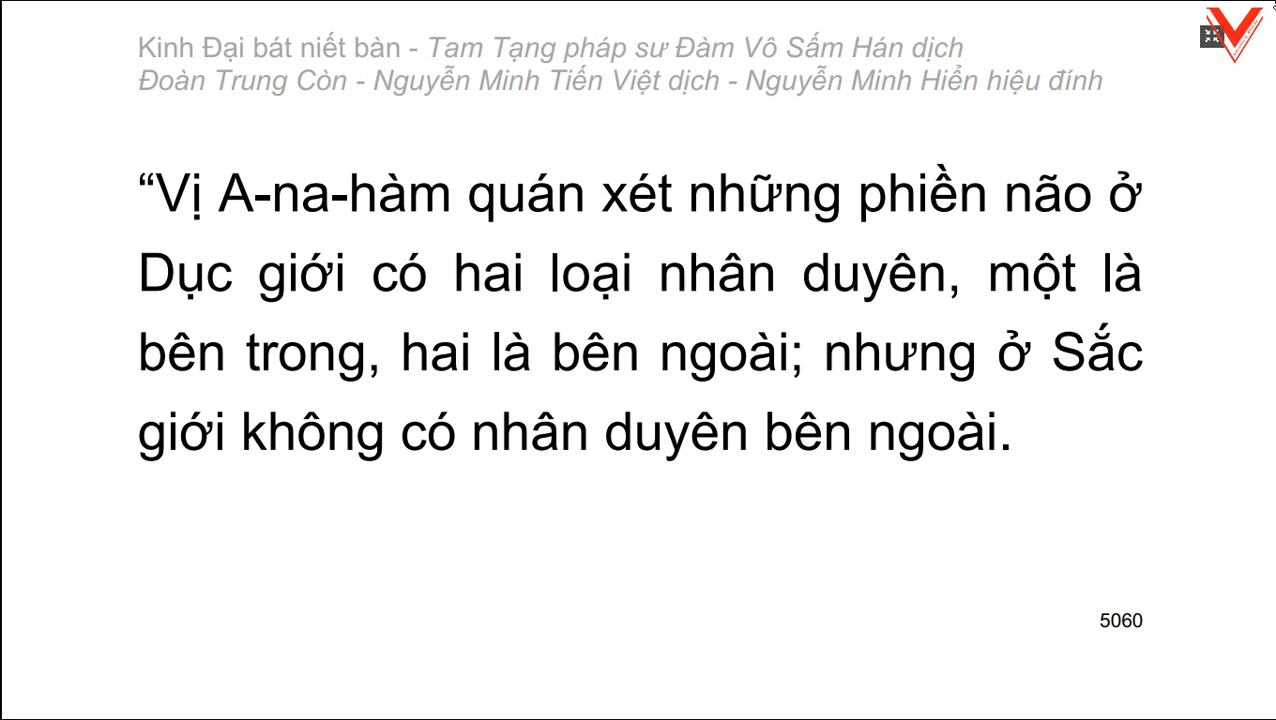 Kinh Đại bát niết bàn - Tam Tạng pháp sư Đàm Vô Sấm Hán dịch
Đoàn Trung Còn - Nguyễn Minh Tiến Việt dịch - Nguyễn Minh Hiển hiệu đính
“Vị A-na-hàm quán xét những phiền não ở
Dục giới có hai loại nhân duyên, một là
bên trong, hai là bên ngoài; nhưng ở Sắc
giới không có nhân duyên bên ngoài.
5060